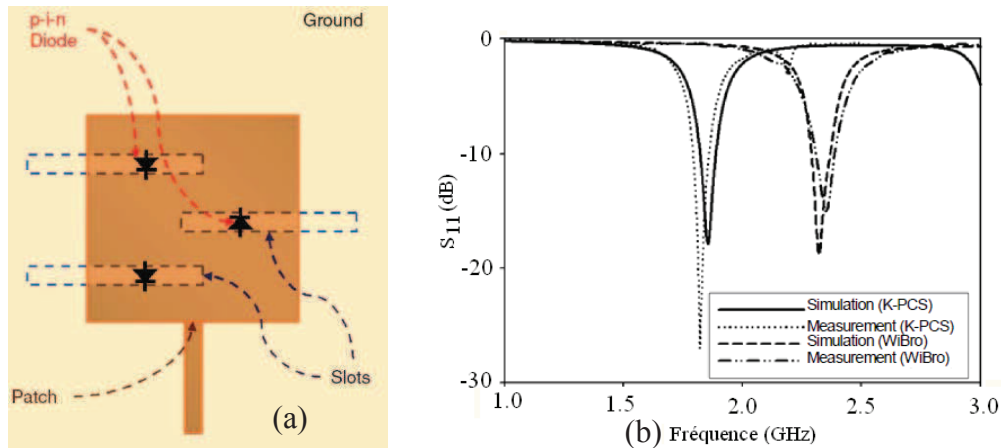 p-i-n
Diode
Ground
Patch
Slots
(a)
0
-10
-20
-30
S11 (dB)
Simulation (K-PCS)
Measurement (K-PCS)
Simulation (WiBro)
Measurement (WiBro)
1.0
1.5
2.0
2.5
3.0
(b)
Fréquence (GHz)